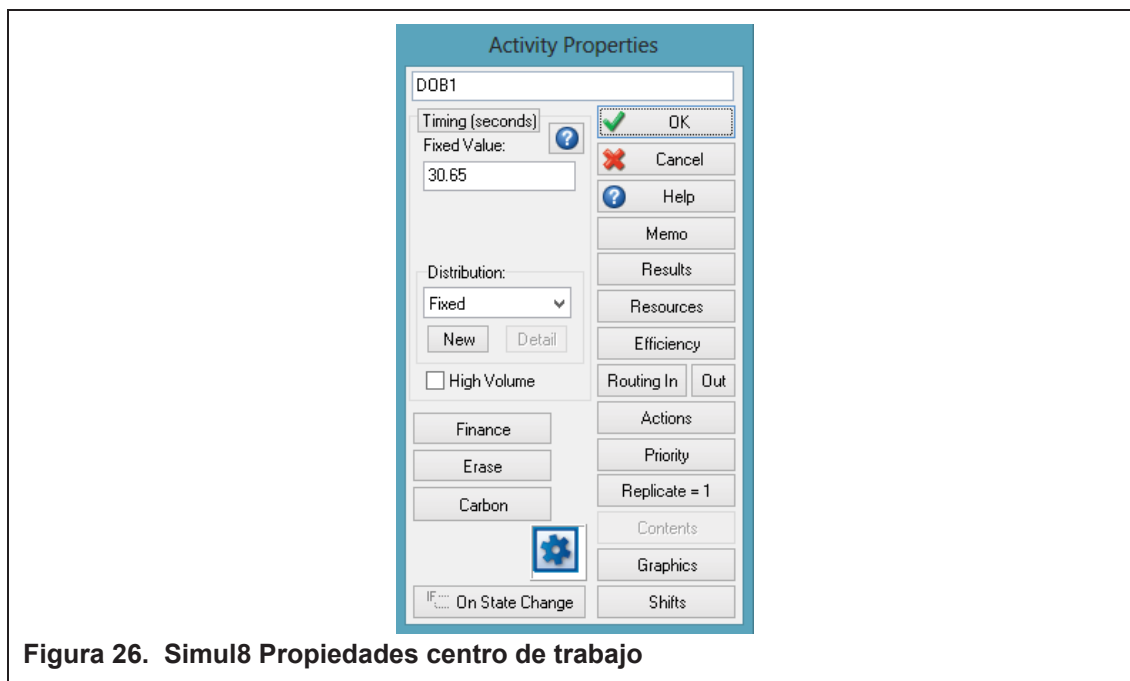 Activity Properties
DOB1
Timing (seconds)
Fixed Value:
30.65
Distribution:
Fixed
New Detail
High Volume
Finance
Erase
Carbon
IF On State Change
OK
Cancel
Help
Memo
Results
Resources
Efficiency
Routing In Out
Actions
Priority
Replicate = 1
Contents
Graphics
Shifts
Figura 26. Simul8 Propiedades centro de trabajo